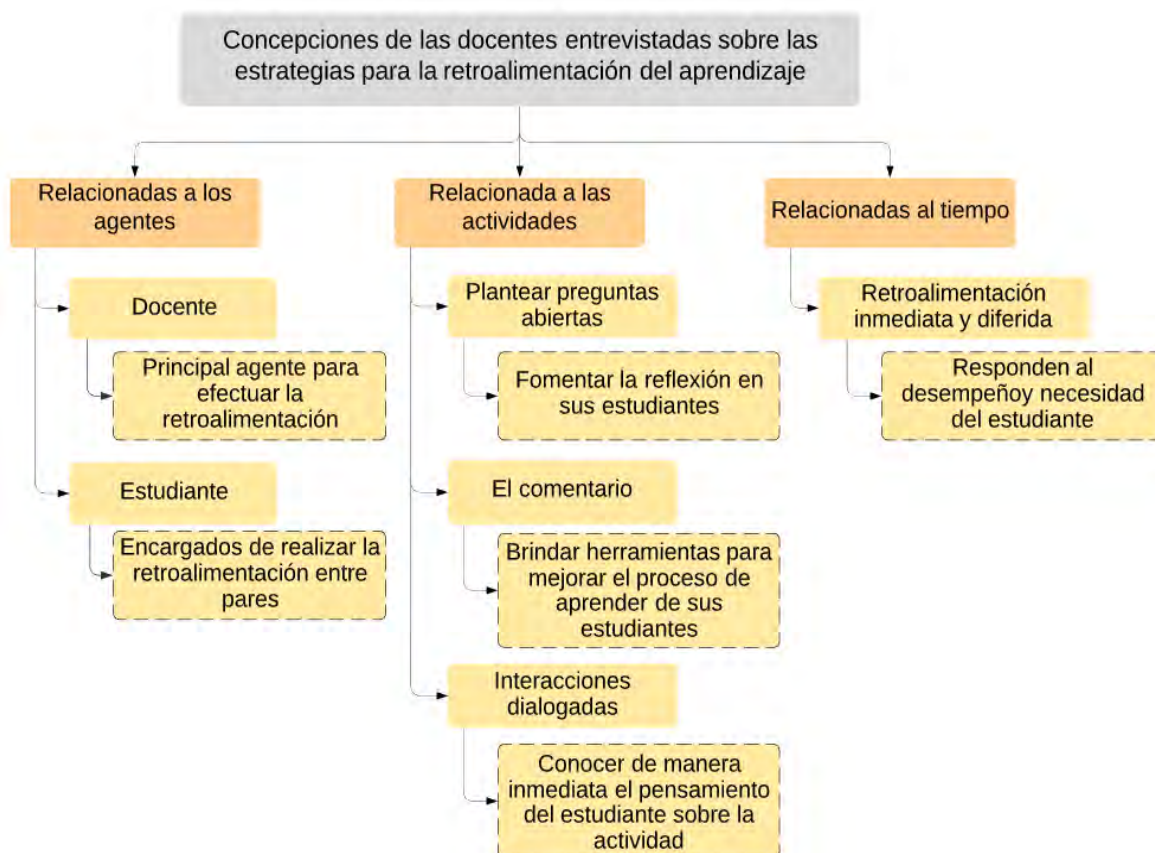 Concepciones de las docentes entrevistadas sobre las
estrategias para la retroalimentación del aprendizaje
Relacionadas a los
agentes
Docente
Principal agente para
efectuar la
retroalimentación
Estudiante
Encargados de realizar la
retroalimentación entre
pares
Relacionada a las
actividades
Plantear preguntas
abiertas
Fomentar la reflexión en
sus estudiantes
El comentario
Brindar herramientas para
mejorar el proceso de
aprender de sus
estudiantes
Interacciones
dialogadas
Conocer de manera
inmediata el pensamiento
del estudiante sobre la
actividad
Relacionadas al tiempo
Retroalimentación
inmediata y diferida
Responden al
desempeñoy necesidad
del estudiante